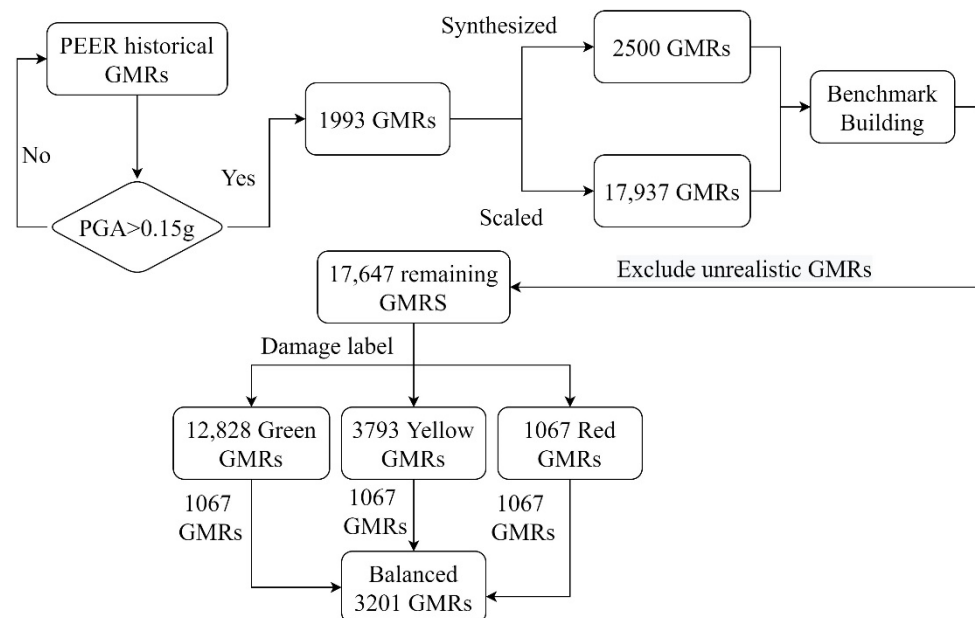 PEER historical
GMRs
No
PGA>0.15g
Yes
1993 GMRs
Synthesized
2500 GMRs
Scaled
17,937 GMRs
Benchmark
Building
Exclude unrealistic GMRs
17,647 remaining
GMRS
Damage label
12,828 Green
GMRs
3793 Yellow
GMRs
1067 Red
GMRs
1067
GMRs
1067
GMRs
1067
GMRs
Balanced
3201 GMRs